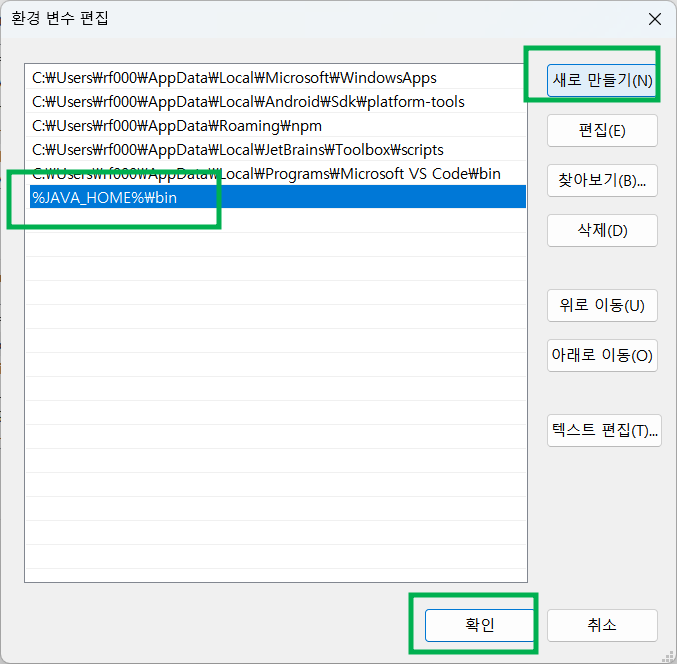 환경 변수 편집
C:₩Users₩rf000₩AppData₩Local₩Microsoft₩WindowsApps
C:₩Users₩rf000₩AppData₩Local₩Android₩Sdk₩platform-tools
C:₩Users₩rf000₩AppData₩Roaming₩npm
C:₩Users₩rf000₩AppData₩Local₩JetBrains₩Toolbox₩scripts
C:₩Users₩rf000₩AppData₩Local₩Programs₩Microsoft VS Code₩bin
%JAVA_HOME%₩bin
새로 만들기(N)
편집(E)
찾아보기(B)...
삭제(D)
위로 이동(U)
아래로 이동(O)
텍스트 편집(T)...
확인
취소